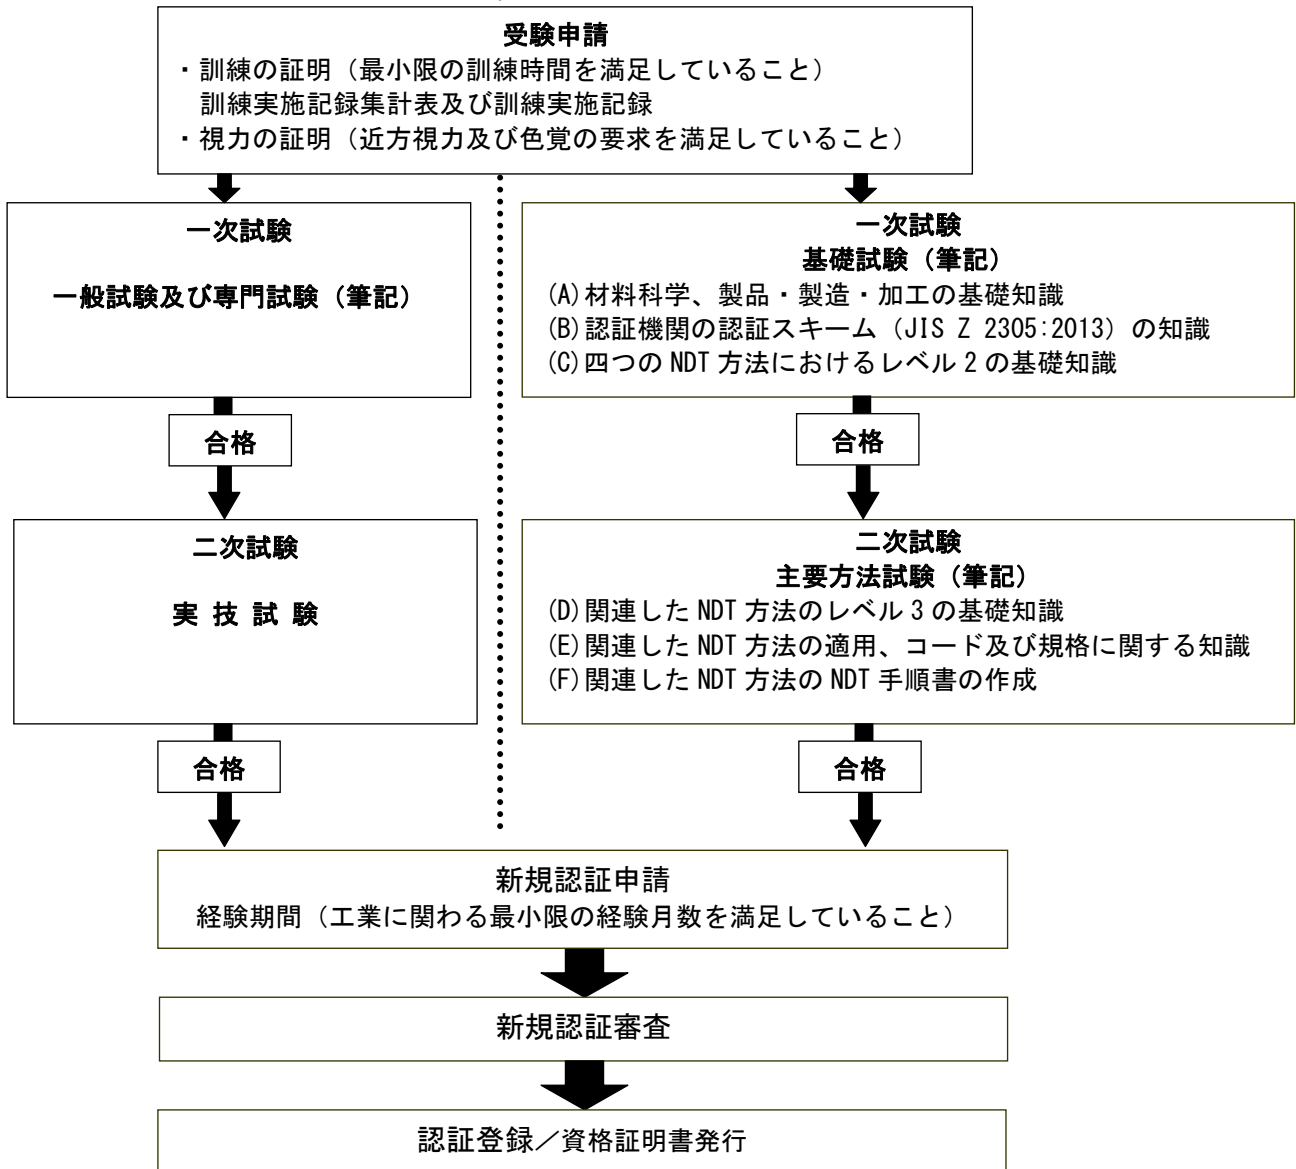 受験申請
・訓練の証明（最小限の訓練時間を満足していること）
訓練実施記録集計表及び訓練実施記録
・視力の証明（近方視力及び色覚の要求を満足していること）
一次試験
一般試験及び専門試験（筆記）
合格
二次試験
実 技 試 験
合格
一次試験
基礎試験（筆記）
(A)材料科学、製品・製造・加工の基礎知識
(B)認証機関の認証スキーム（JIS Z 2305:2013）の知識
(C)四つの NDT 方法におけるレベル 2 の基礎知識
合格
二次試験
主要方法試験（筆記）
(D)関連した NDT 方法のレベル 3 の基礎知識
(E)関連した NDT 方法の適用、コード及び規格に関する知識
(F)関連した NDT 方法の NDT 手順書の作成
合格
新規認証申請
経験期間（工業に関わる最小限の経験月数を満足していること）
新規認証審査
認証登録／資格証明書発行